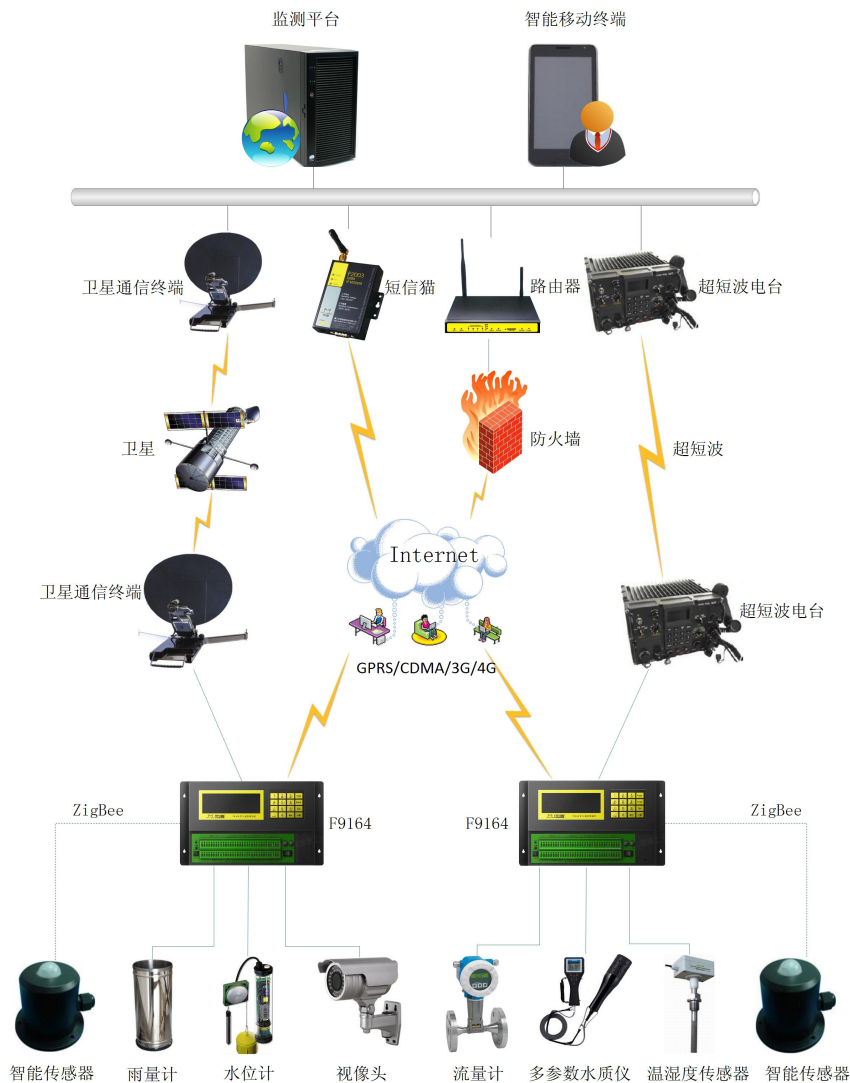 监测平台
智能移动终端
卫星通信终端
F2003
短信猫
路由器
超短波电台
卫星
防火墙
超短波
Internet
卫星通信终端
超短波电台
GPRS/CDMA/3G/4G
ZigBee
F9164
F9164
ZigBee
智能传感器
雨量计
水位计
视像头
流量计
多参数水质仪
温湿度传感器
智能传感器